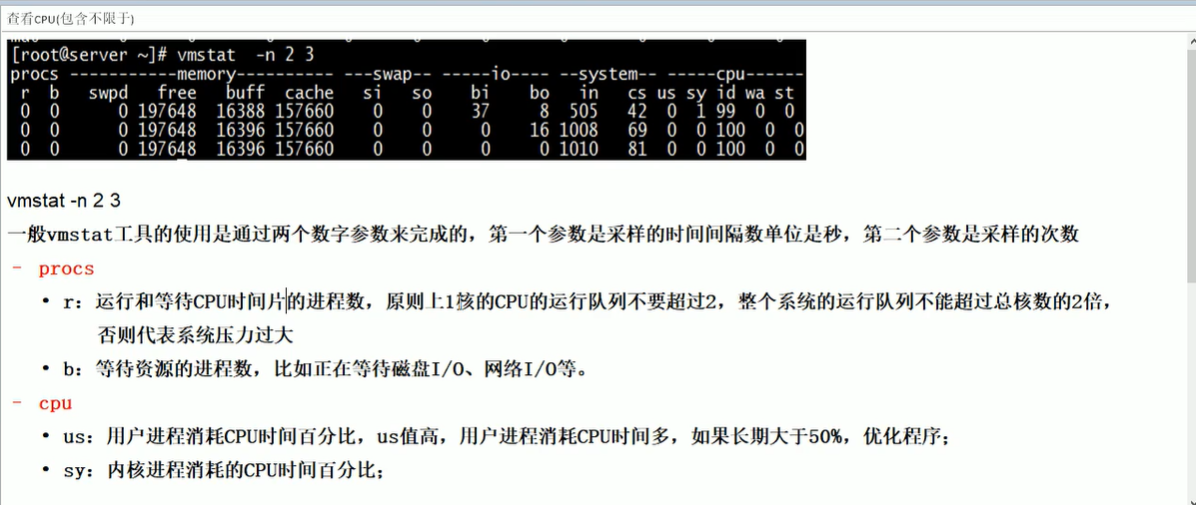 查看CPU(包含不限于)
[root@server ~]# vmstat  -n 2 3
procs -----------memory---------- ---swap-- -----io---- --system-- -----cpu------
r b swpd free buff cache si so bi bo in cs us sy id wa st
0 0 0 197648 16388 157660 0 0 37 8 505 42 0 1 99 0 0
0 0 0 197648 16396 157660 0 0 0 16 1008 69 0 0 100 0 0
0 0 0 197648 16396 157660 0 0 0 0 1010 81 0 0 100 0 0
vmstat -n 2 3
一般vmstat工具的使用是通过两个数字参数来完成的，第一个参数是采样的时间间隔数单位是秒，第二个参数是采样的次数
- procs
• r：运行和等待CPU时间片的进程数，原则上1核的CPU的运行队列不要超过2，整个系统的运行队列不能超过总核数的2倍，
否则代表系统压力过大
• b：等待资源的进程数，比如正在等待磁盘I/O、网络I/O等。
- cpu
• us：用户进程消耗CPU时间百分比，us值高，用户进程消耗CPU时间多，如果长期大于50%，优化程序；
• sy：内核进程消耗的CPU时间百分比；